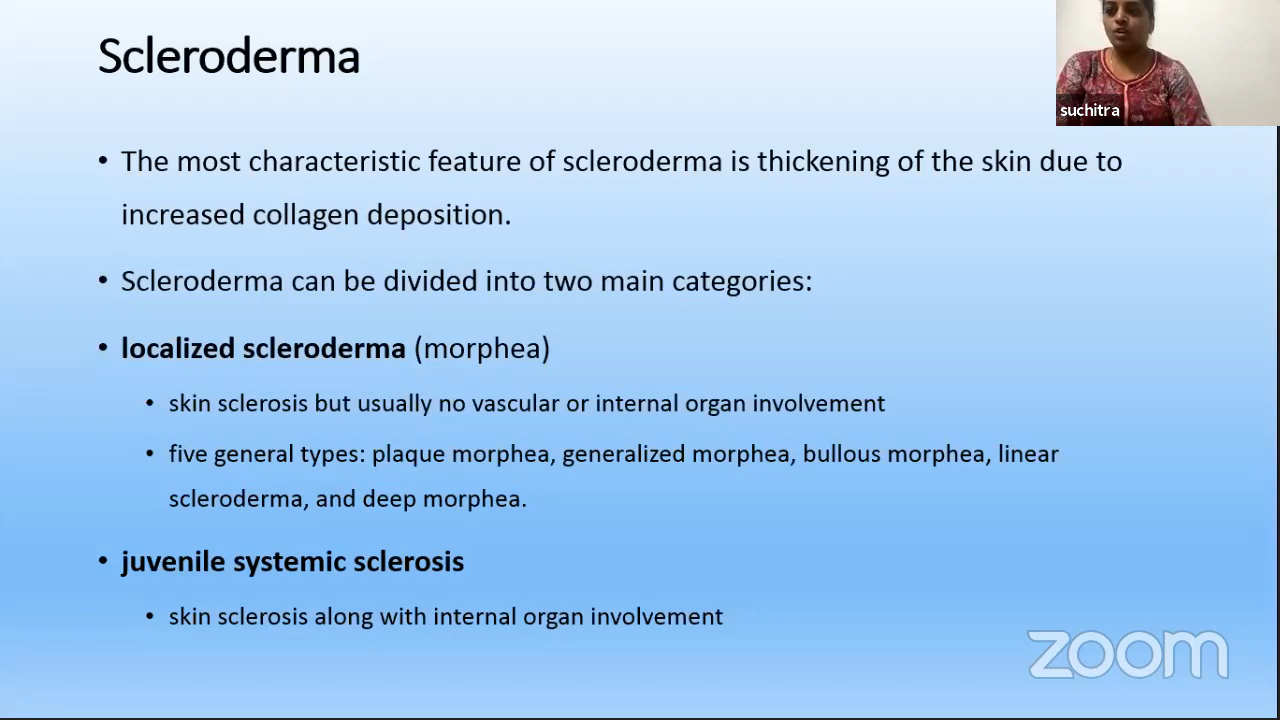 Scleroderma
suchitra
• The most characteristic feature of scleroderma is thickening of the skin due to
increased collagen deposition.
• Scleroderma can be divided into two main categories:
• localized scleroderma (morphea)
• skin sclerosis but usually no vascular or internal organ involvement
• five general types: plaque morphea, generalized morphea, bullous morphea, linear
scleroderma, and deep morphea.
• juvenile systemic sclerosis
• skin sclerosis along with internal organ involvement
zoom